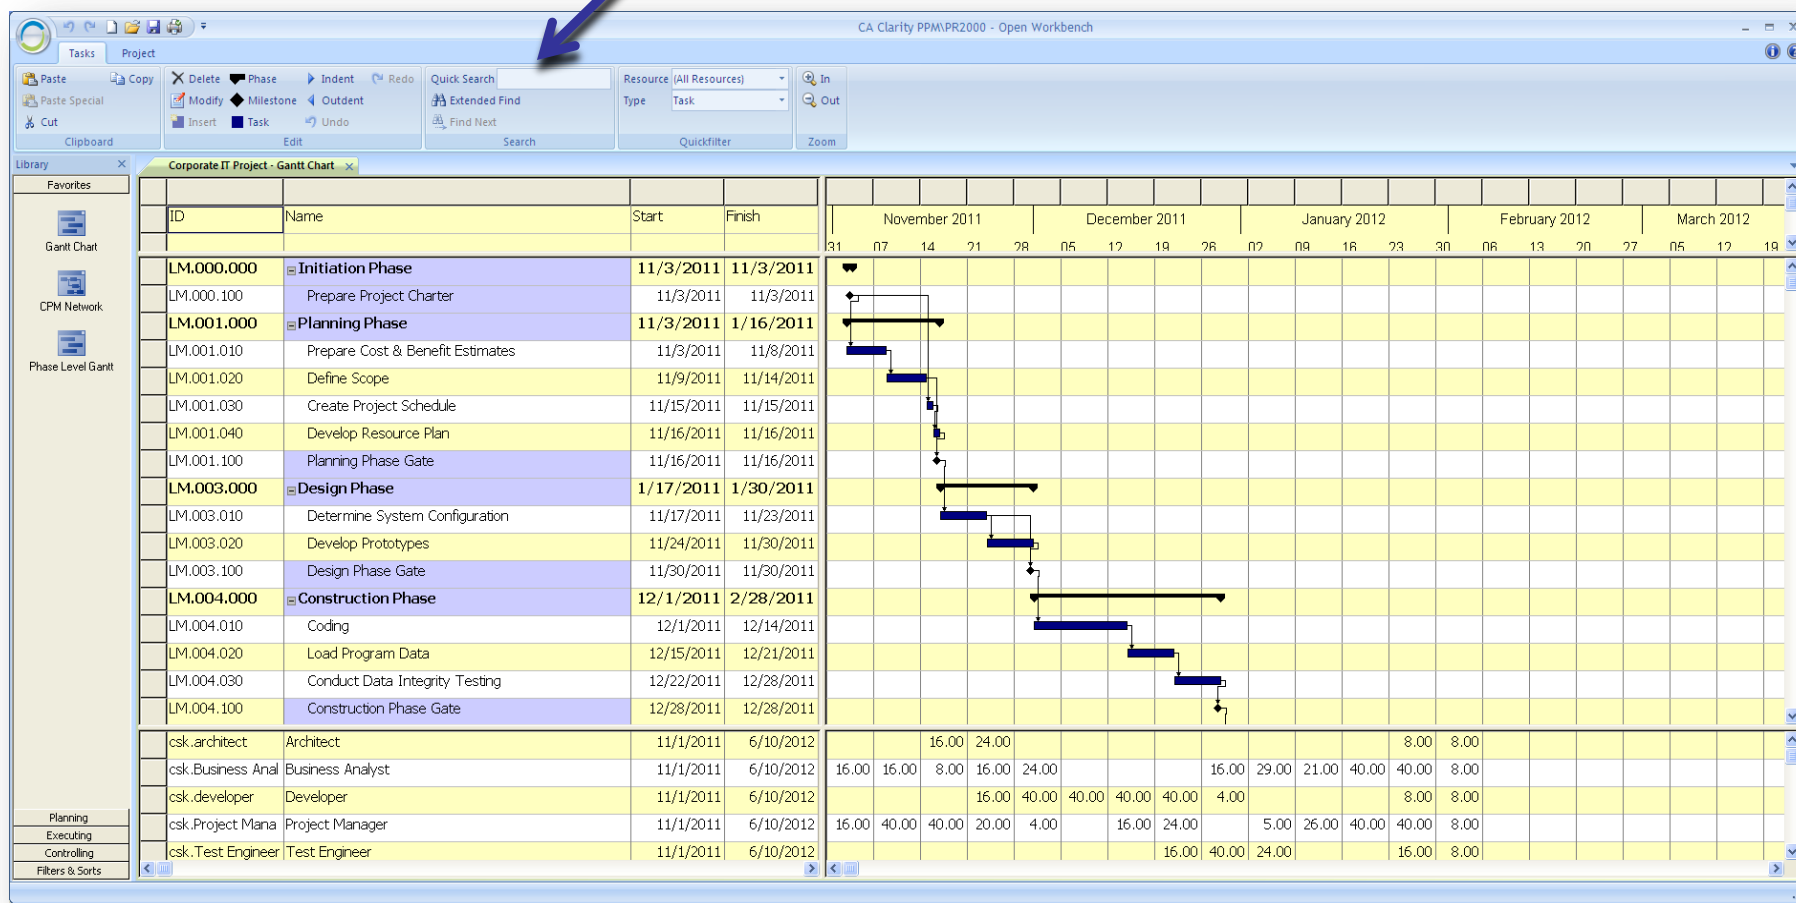 CA Clarity PPM\PR2000 - Open Workbench
Tasks Project
Paste Copy Delete Phase Indent Redo Quick Search Resource (All Resources) In
Paste Special Modify Milestone Outdent Extended Find Type Task Out
Cut Insert Task Undo Find Next
Clipboard Edit Search Quickfilter Zoom
Library Corporate IT Project - Gantt Chart
Favorites
Gantt Chart
CPM Network
Phase Level Gantt
Planning
Executing
Controlling
Filters & Sorts
ID Name Start Finish November 2011 December 2011 January 2012 February 2012 March 2012
31 07 14 21 28 05 12 19 26 02 09 16 23 30 06 13 20 27 05 12 19
LM.000.000 Initiation Phase 11/3/2011 11/3/2011
LM.000.100 Prepare Project Charter 11/3/2011 11/3/2011
LM.001.000 Planning Phase 11/3/2011 1/16/2011
LM.001.010 Prepare Cost & Benefit Estimates 11/3/2011 11/8/2011
LM.001.020 Define Scope 11/9/2011 11/14/2011
LM.001.030 Create Project Schedule 11/15/2011 11/15/2011
LM.001.040 Develop Resource Plan 11/16/2011 11/16/2011
LM.001.100 Planning Phase Gate 11/16/2011 11/16/2011
LM.003.000 Design Phase 1/17/2011 1/30/2011
LM.003.010 Determine System Configuration 11/17/2011 11/23/2011
LM.003.020 Develop Prototypes 11/24/2011 11/30/2011
LM.003.100 Design Phase Gate 11/30/2011 11/30/2011
LM.004.000 Construction Phase 12/1/2011 2/28/2011
LM.004.010 Coding 12/1/2011 12/14/2011
LM.004.020 Load Program Data 12/15/2011 12/21/2011
LM.004.030 Conduct Data Integrity Testing 12/22/2011 12/28/2011
LM.004.100 Construction Phase Gate 12/28/2011 12/28/2011
csk.architect Architect 11/1/2011 6/10/2012 16.00 24.00 8.00 8.00
csk.Business Anal Business Analyst 11/1/2011 6/10/2012 16.00 16.00 8.00 16.00 24.00 16.00 29.00 21.00 40.00 40.00 8.00
csk.developer Developer 11/1/2011 6/10/2012 16.00 40.00 40.00 40.00 40.00 4.00 8.00 8.00
csk.Project Mana Project Manager 11/1/2011 6/10/2012 16.00 40.00 40.00 20.00 4.00 16.00 24.00 5.00 26.00 40.00 40.00 8.00
csk.Test Engineer Test Engineer 11/1/2011 6/10/2012 16.00 40.00 24.00 16.00 8.00